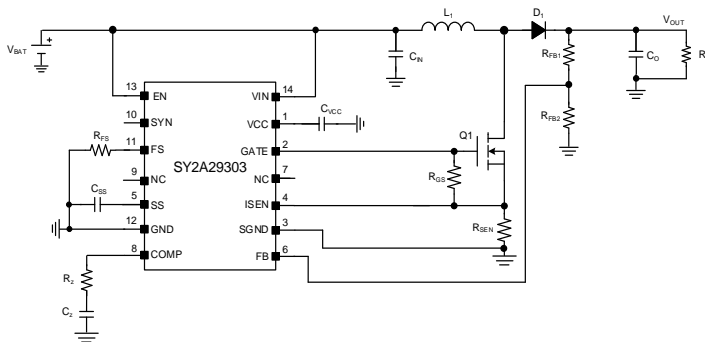 L1
D1
VOUT
VBAT
+
CIN
RFB1
CO
R
13
EN
VIN
14
10
SYN
VCC
1
CVCC
RFS
11
FS
GATE
2
Q1
RFB2
SY2A29303
9
NC
NC
7
RGS
CSS
5
SS
ISEN
4
12
GND
SGND
3
RSEN
8
COMP
FB
6
R2
C2